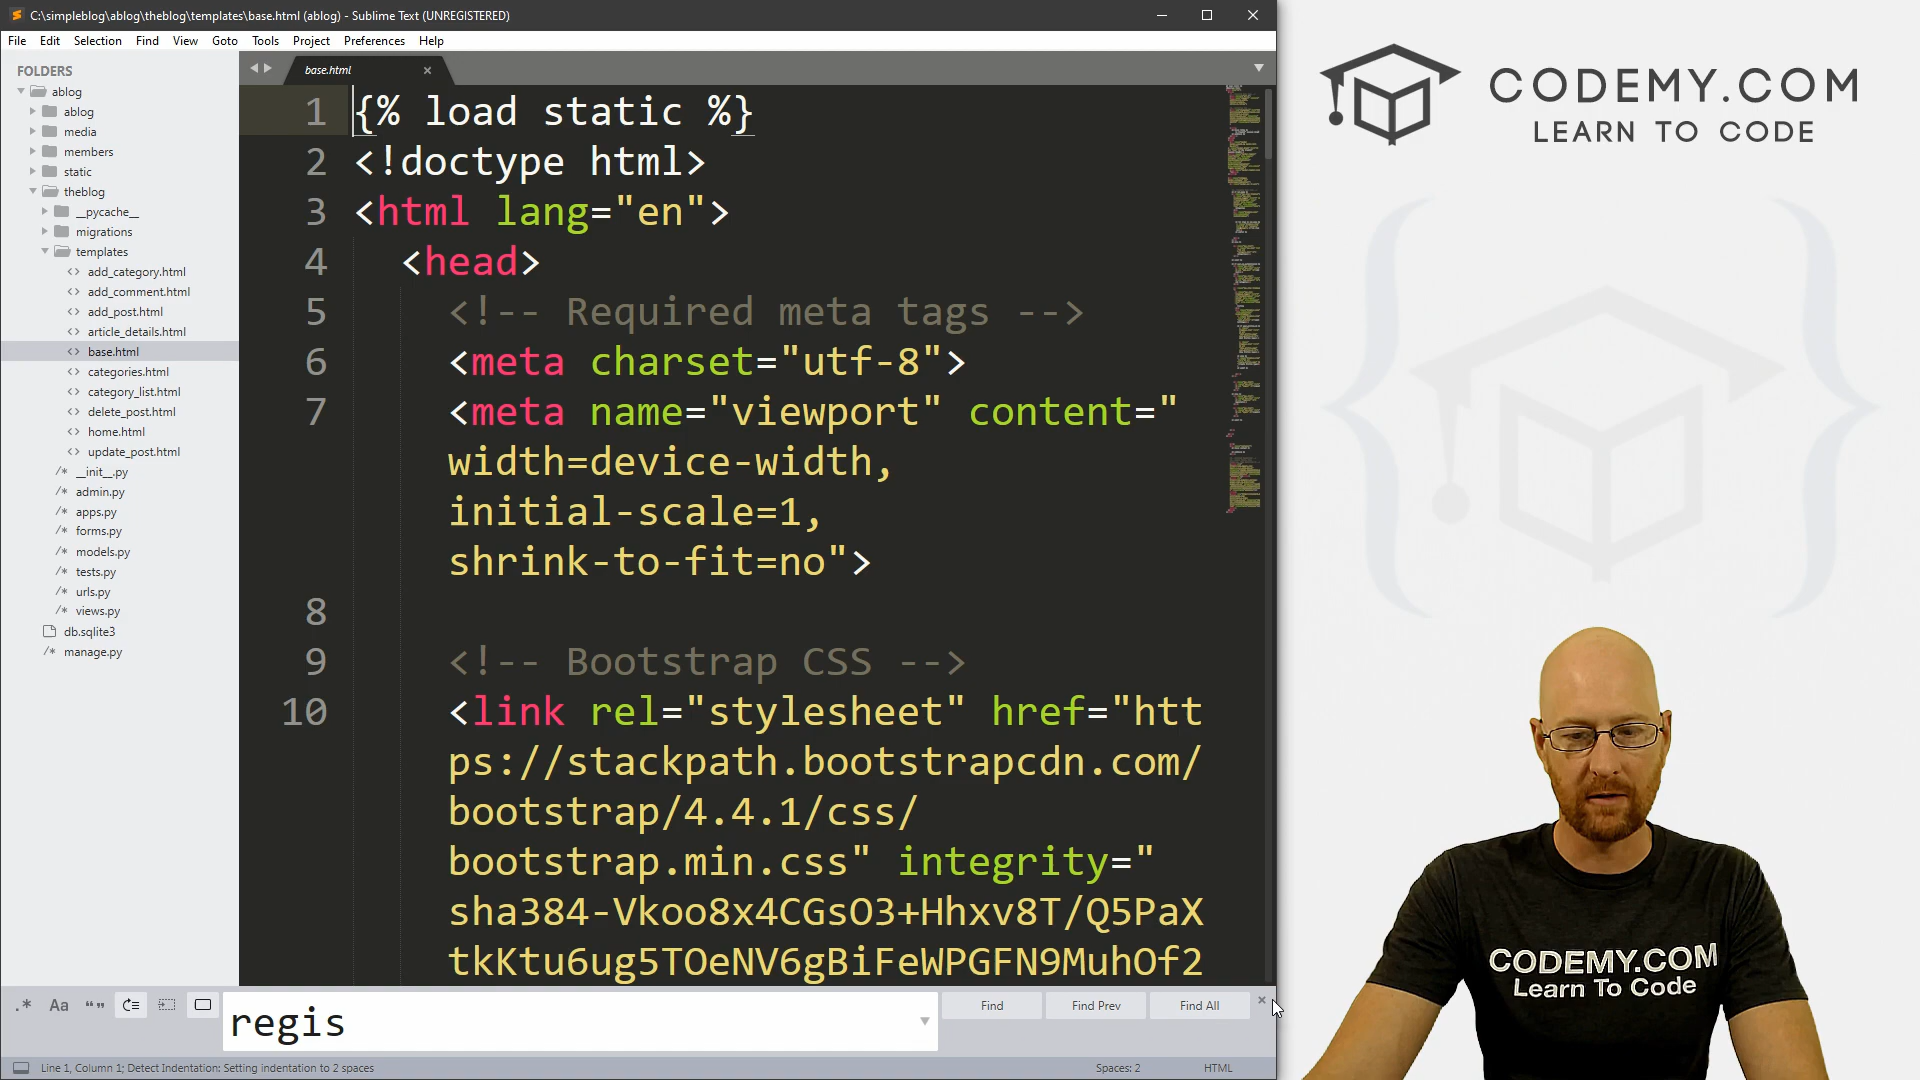 C:\simpleblog\ablog\theblog\templates\base.html (ablog) - Sublime Text (UNREGISTERED)
File Edit Selection Find View Goto Tools Project Preferences Help
FOLDERS
ablog
ablog
media
members
static
theblog
__pycache__
migrations
templates
<> add_category.html
<> add_comment.html
<> add_post.html
<> article_details.html
<> base.html
<> categories.html
<> category_list.html
<> delete_post.html
<> home.html
<> update_post.html
/* __init__.py
/* admin.py
/* apps.py
/* forms.py
/* models.py
/* tests.py
/* urls.py
/* views.py
db.sqlite3
/* manage.py
base.html
1 {% load static %}
2 <!doctype html>
3 <html lang="en">
4 <head>
5 <!-- Required meta tags -->
6 <meta charset="utf-8">
7 <meta name="viewport" content="
width=device-width,
initial-scale=1,
shrink-to-fit=no">
8
9 <!-- Bootstrap CSS -->
10 <link rel="stylesheet" href="htt
ps://stackpath.bootstrapcdn.com/
bootstrap/4.4.1/css/
bootstrap.min.css" integrity="
sha384-Vkoo8x4CGsO3+Hhxv8T/Q5PaX
tkKtu6ug5TOeNV6gBiFeWPGFN9MuhOf2
.* Aa “ ”
regis
Find Find Prev Find All
Line 1, Column 1; Detect Indentation: Setting indentation to 2 spaces
Spaces: 2 HTML
CODEMY.COM
LEARN TO CODE
CODEMY.COM
Learn To Code